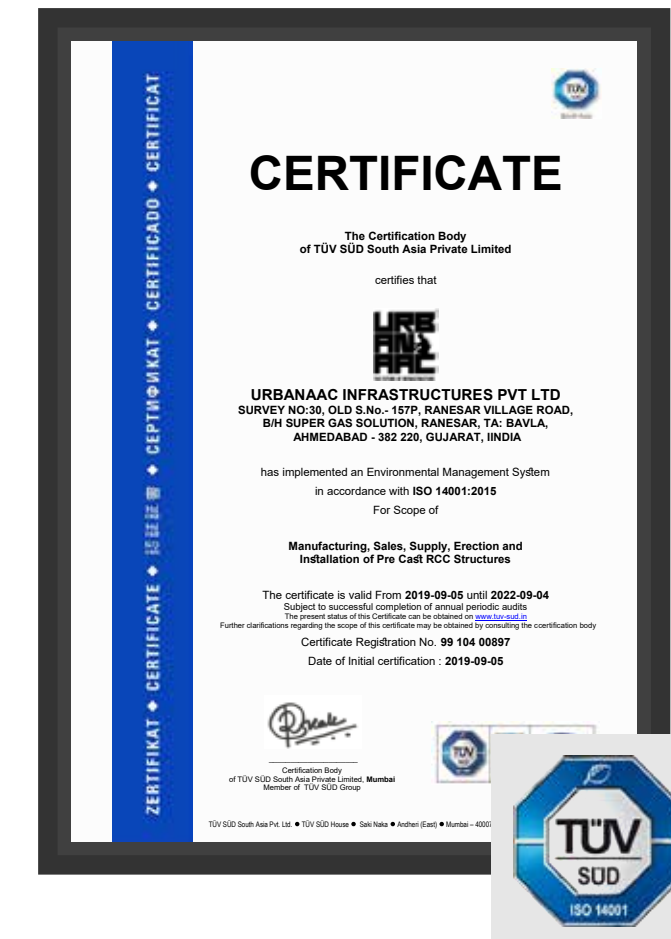 ZERTIFIKAT ◆ CERTIFICATE ◆ ◆ СЕРТИФИКАТ ◆ CERTIFICADO ◆ CERTIFICAT
TÜV
CERTIFICATE
The Certification Body
of TÜV SÜD South Asia Private Limited
certifies that
URB
AN
AAC
URBANAAC INFRASTRUCTURES PVT LTD
SURVEY NO:30, OLD S.No.- 157P, RANESAR VILLAGE ROAD,
B/H SUPER GAS SOLUTION, RANESAR, TA: BAVLA,
AHMEDABAD - 382 220, GUJARAT, IINDIA
has implemented an Environmental Management System
in accordance with ISO 14001:2015
For Scope of
Manufacturing, Sales, Supply, Erection and
Installation of Pre Cast RCC Structures
The certificate is valid From 2019-09-05 until 2022-09-04
Subject to successful completion of annual periodic audits
The present status of this Certificate can be obtained on www.tuv-sud.in
Further clarifications regarding the scope of this certificate may be obtained by consulting the ccertification body
Certificate Registration No. 99 104 00897
Date of Initial certification : 2019-09-05
Certification Body
of TÜV SÜD South Asia Private Limited, Mumbai
Member of TÜV SÜD Group
TÜV
TÜV SÜD South Asia Pvt. Ltd. ● TÜV SÜD House ● Saki Naka ● Andheri (East) ● Mumbai – 40007
TÜV
SÜD
ISO 14001